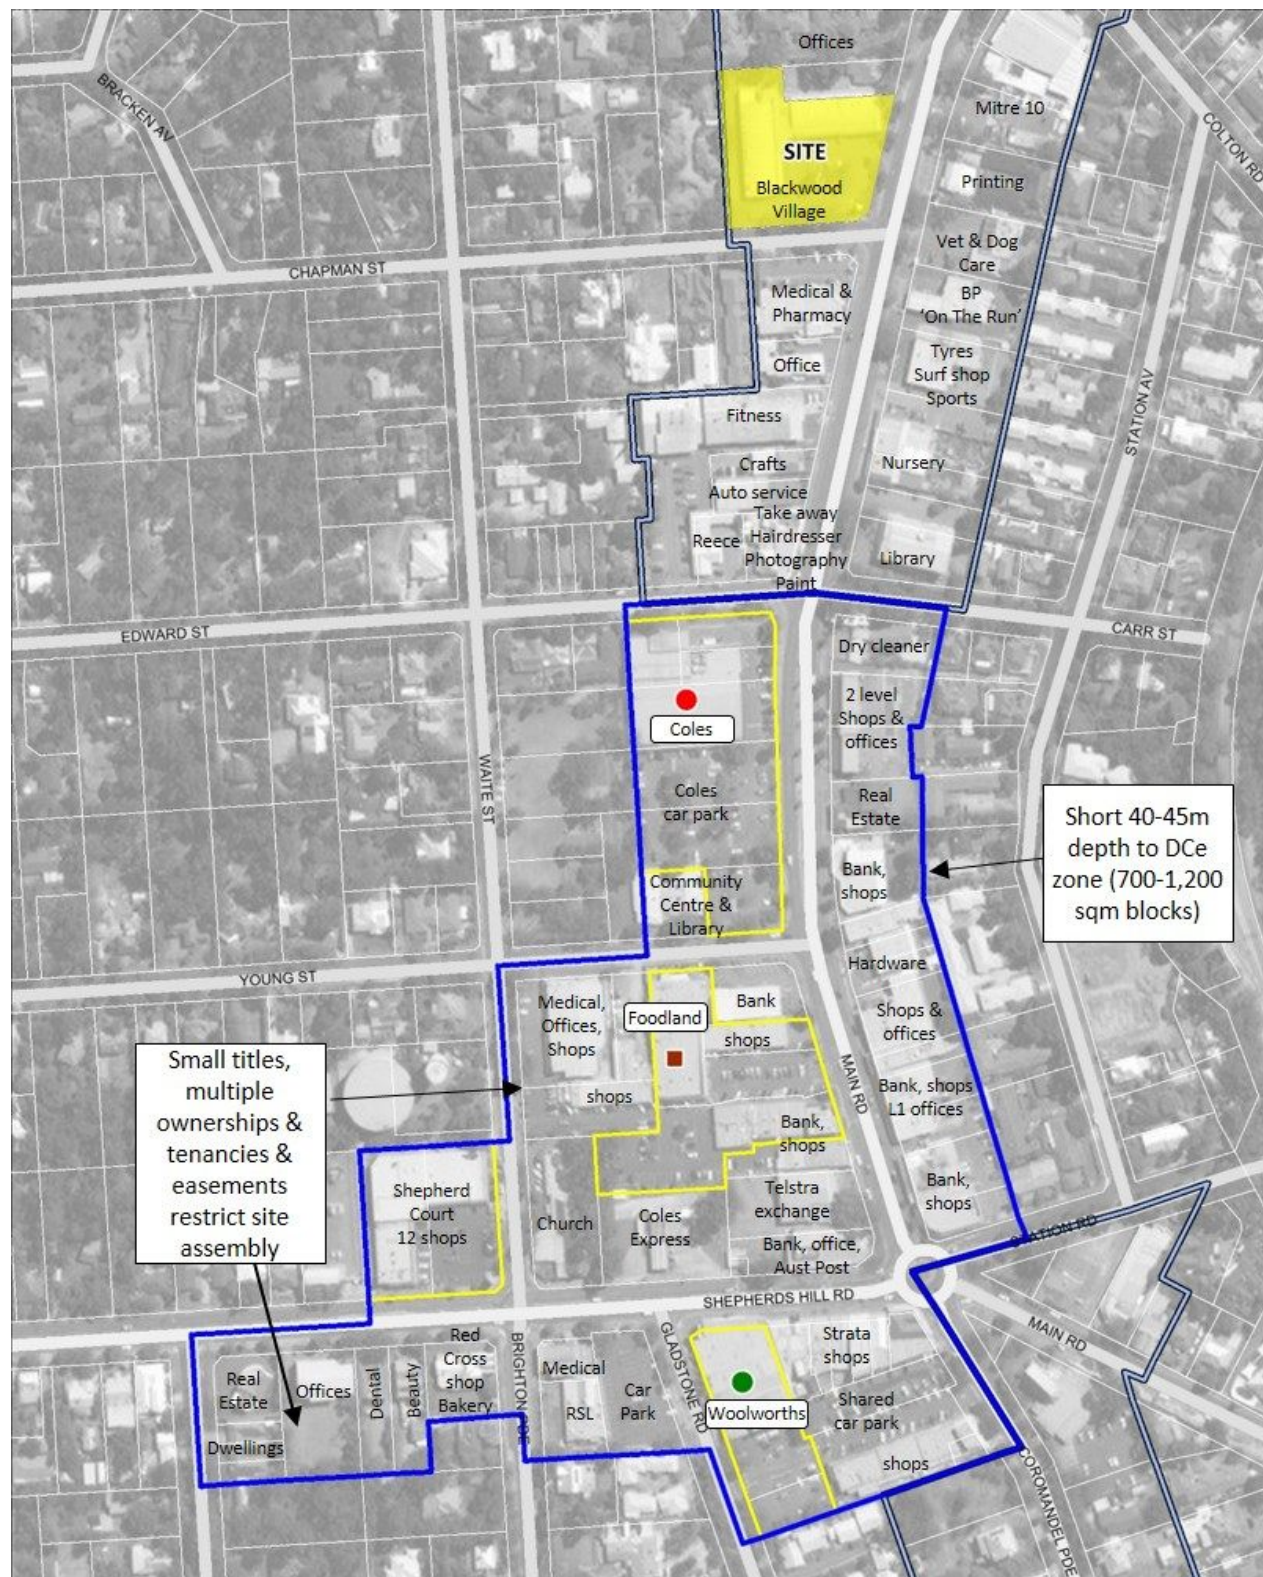 Offices
BRACKEN AV
Mitre 10
COLTON RD
SITE
Blackwood
Village
Printing
Vet & Dog
Care
CHAPMAN ST
Medical &
Pharmacy
BP
'On The Run'
Office
Tyres
Surf shop
Sports
STATION AV
Fitness
Crafts
Nursery
Auto service
Take away
Hairdresser
Photography
Paint
Reece
Library
EDWARD ST
CARR ST
Dry cleaner
Coles
2 level
Shops &
offices
WAITE ST
Coles
car park
Real
Estate
Short 40-45m
depth to DCe
zone (700-1,200
sqm blocks)
Bank,
shops
Community
Centre &
Library
YOUNG ST
Hardware
Medical,
Offices,
Shops
Foodland
Bank
shops
Shops &
offices
MAIN RD
Small titles,
multiple
ownerships &
tenancies &
easements
restrict site
assembly
shops
Bank, shops
L1 offices
Bank,
shops
Shepherd
Court
12 shops
Church
Coles
Express
Telstra
exchange
Bank,
shops
Bank, office,
Aust Post
STATION RD
SHEPHERDS HILL RD
MAIN RD
Real
Estate
Offices
Dental
Beauty
Red
Cross
shop
Bakery
BRIGHTON PDE
Medical
RSL
Car
Park
GLADSTONE RD
Strata
shops
Woolworths
Shared
car park
Dwellings
shops
COROMANDEL PDE